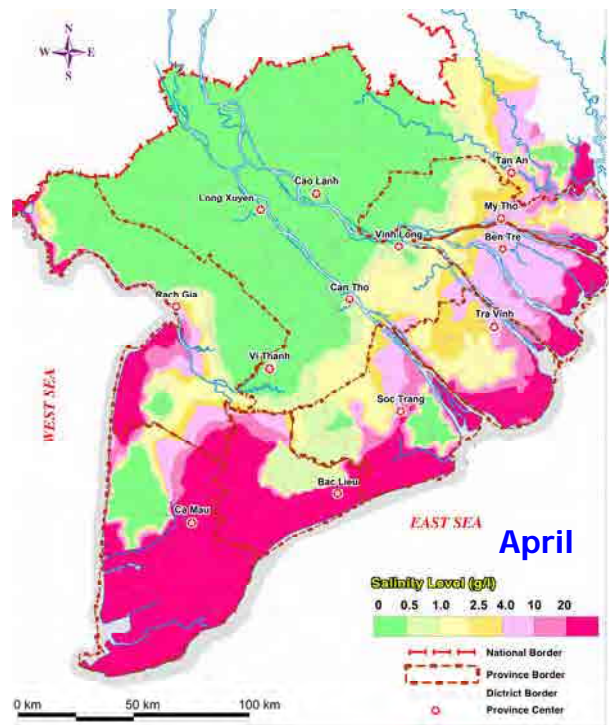 N
W E
S
Tan An
Cao Lanh
Long Xuyen
My Tho
Ben Tre
Vinh Long
Can Tho
Rach Gia
Tra Vinh
Vi Thanh
WEST SEA
Soc Trang
Bac Lieu
Ca Mau
EAST SEA
April
Salinity Level (g/l)
0 0.5 1.0 2.5 4.0 10 20
National Border
Province Border
Dictrict Border
Province Center
0 km 50 km 100 km